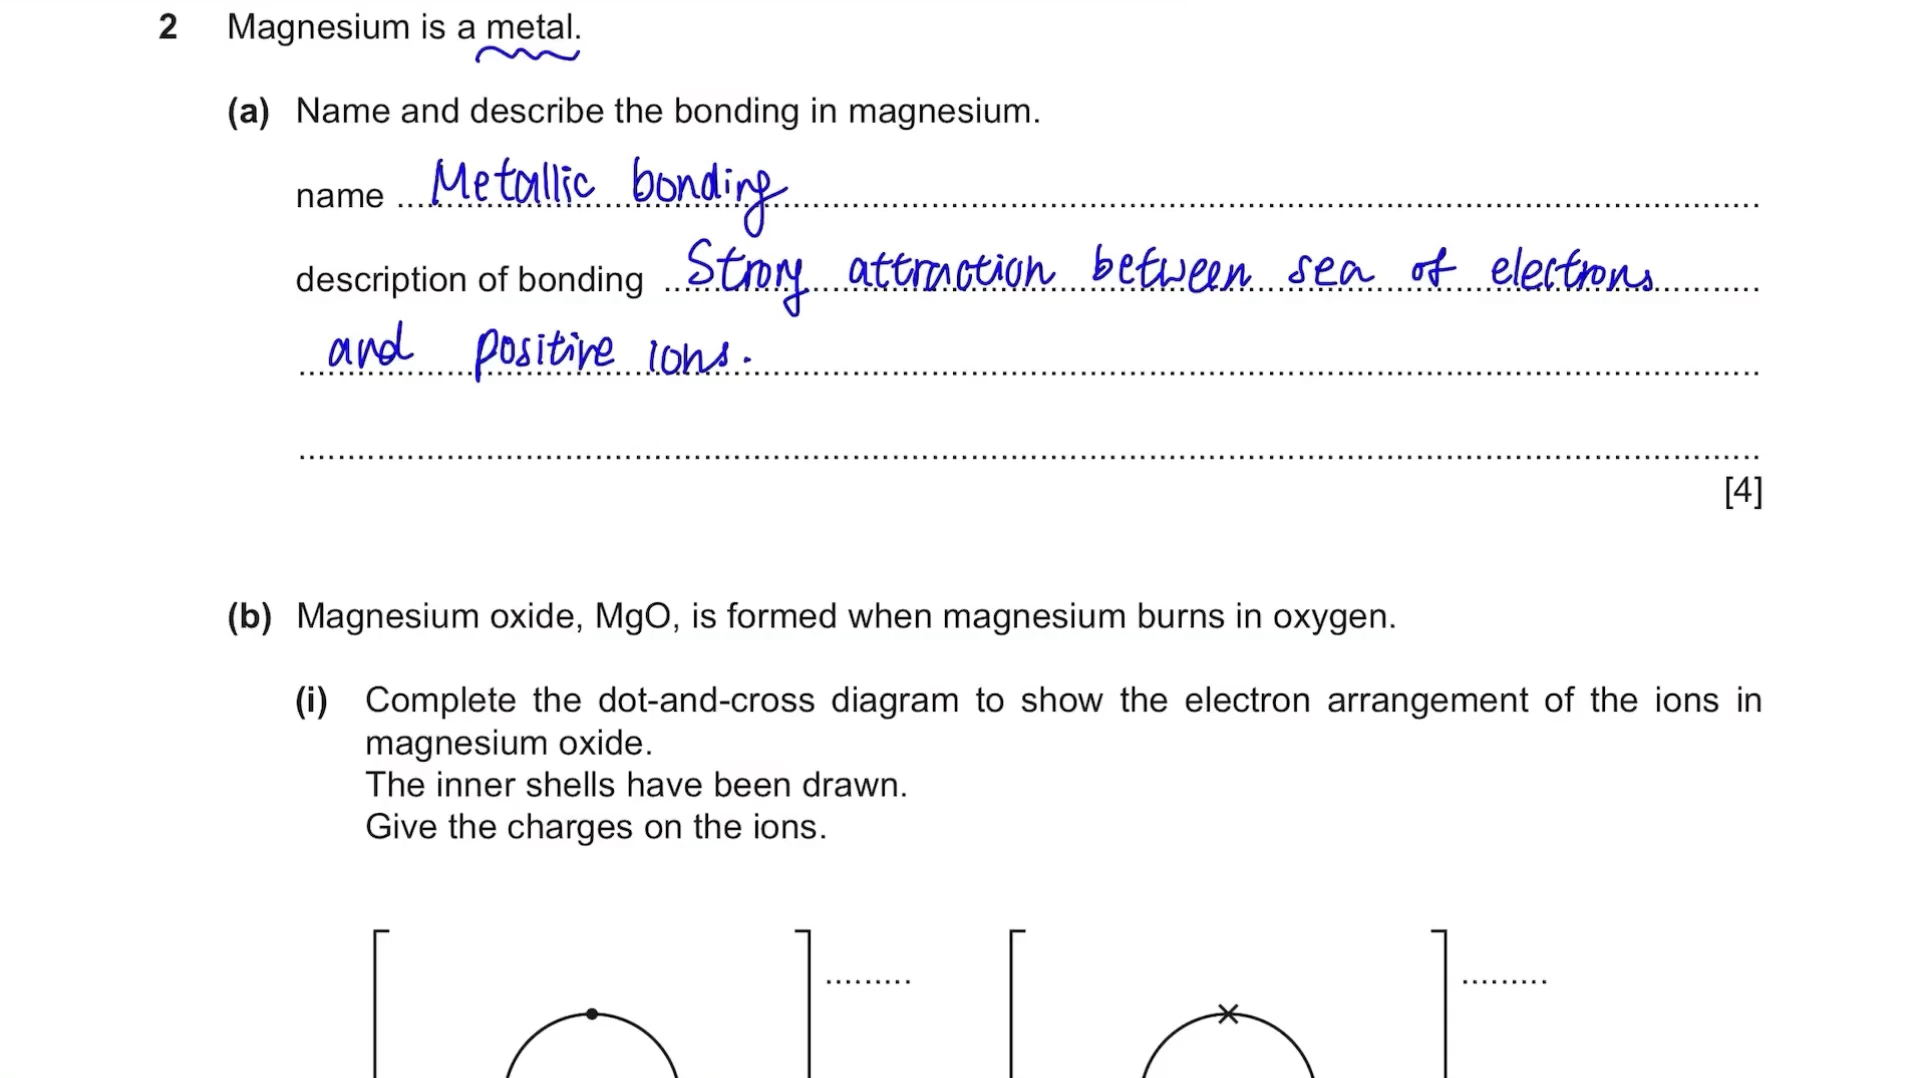 2 Magnesium is a metal.
(a) Name and describe the bonding in magnesium.
name ...Metallic bonding...
description of bonding ...Strong attraction between sea of electrons...
...and positive ions....
[4]
(b) Magnesium oxide, MgO, is formed when magnesium burns in oxygen.
(i) Complete the dot-and-cross diagram to show the electron arrangement of the ions in
magnesium oxide.
The inner shells have been drawn.
Give the charges on the ions.